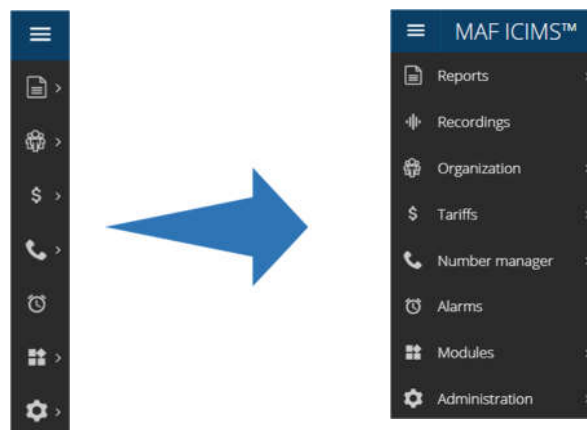 MAF ICIMS™
Reports
Recordings
Organization
$ Tariffs
Number manager
Alarms
Modules
Administration